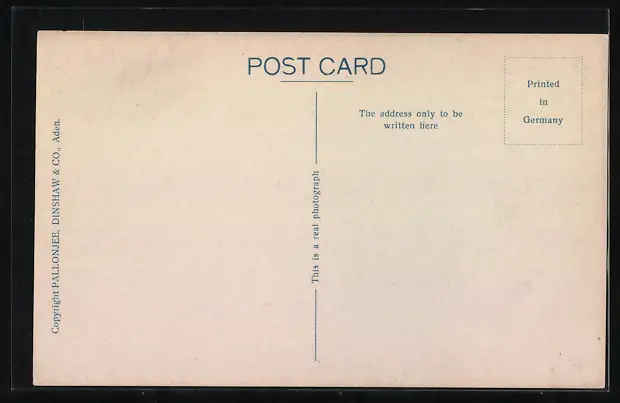 POST CARD
Copyright PALLONJEE, DINSHAW & CO., Aden.
This is a real photograph
The address only to be
written here
Printed
in
Germany